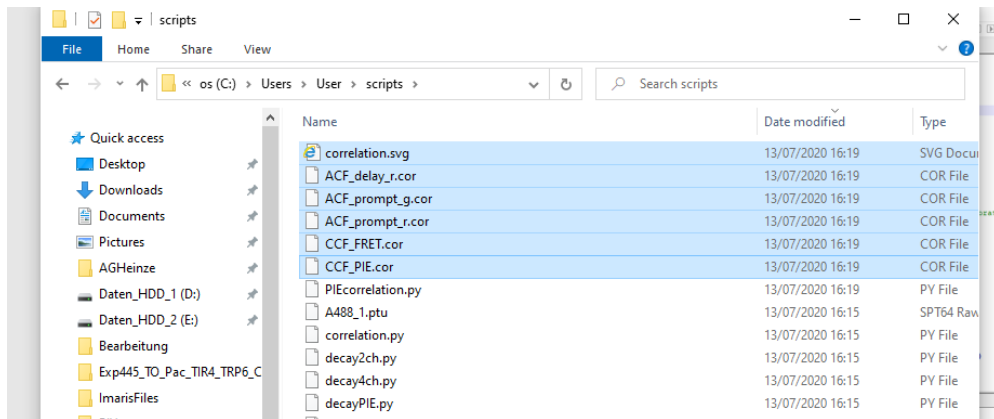 scripts
File Home Share View
« os (C:) › Users › User › scripts ›
Search scripts
Name Date modified Type
Quick access
Desktop
Downloads
Documents
Pictures
AGHeinze
Daten_HDD_1 (D:)
Daten_HDD_2 (E:)
Bearbeitung
Exp445_TO_Pac_TIR4_TRP6_C
ImarisFiles
correlation.svg 13/07/2020 16:19 SVG Docu
ACF_delay_r.cor 13/07/2020 16:19 COR File
ACF_prompt_g.cor 13/07/2020 16:19 COR File
ACF_prompt_r.cor 13/07/2020 16:19 COR File
CCF_FRET.cor 13/07/2020 16:19 COR File
CCF_PIE.cor 13/07/2020 16:19 COR File
PIEcorrelation.py 13/07/2020 16:19 PY File
A488_1.ptu 13/07/2020 16:15 SPT64 Raw
correlation.py 13/07/2020 16:15 PY File
decay2ch.py 13/07/2020 16:15 PY File
decay4ch.py 13/07/2020 16:15 PY File
decayPIE.py 13/07/2020 16:15 PY File